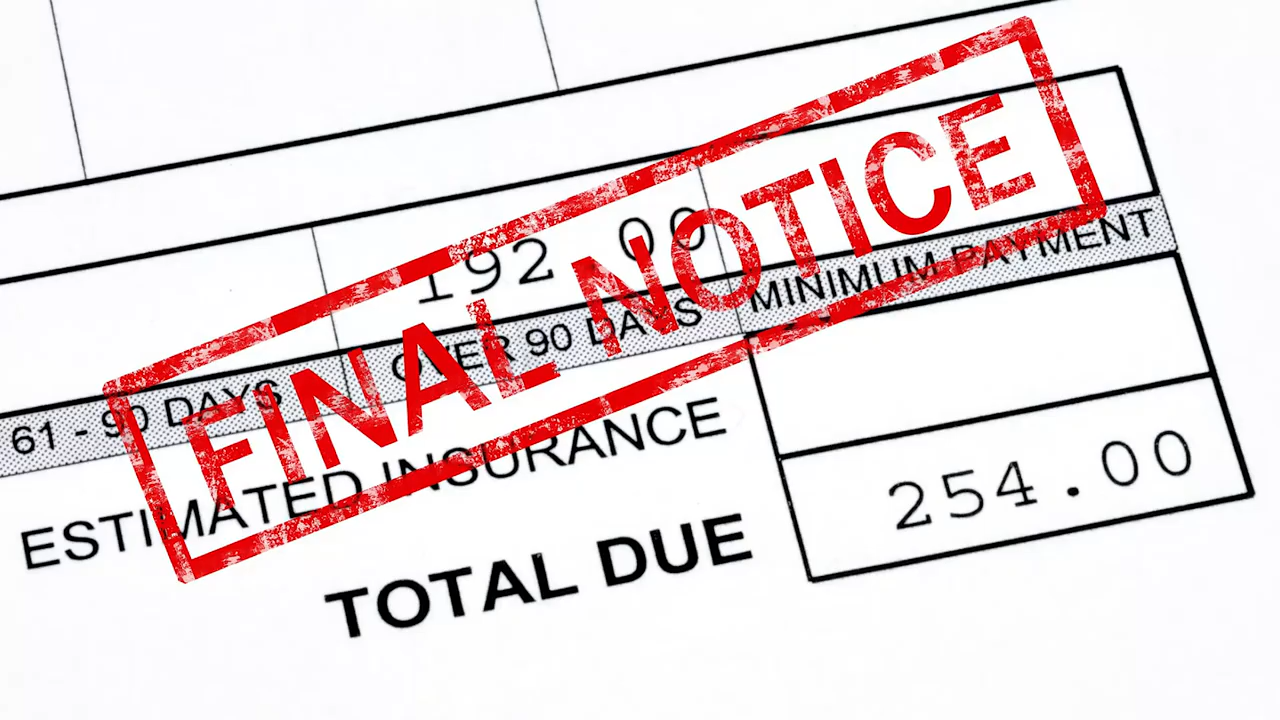 192.00
61 - 90 DAYS OVER 90 DAYS MINIMUM PAYMENT
FINAL NOTICE
ESTIMATED INSURANCE
TOTAL DUE 254.00